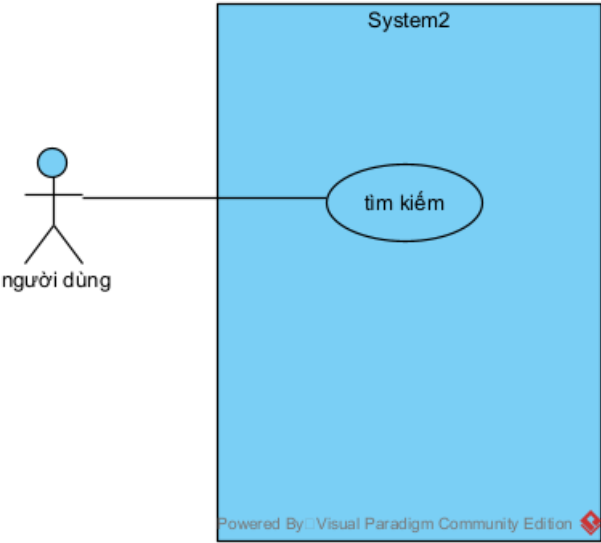 System2
tìm kiếm
người dùng
Powered By Visual Paradigm Community Edition